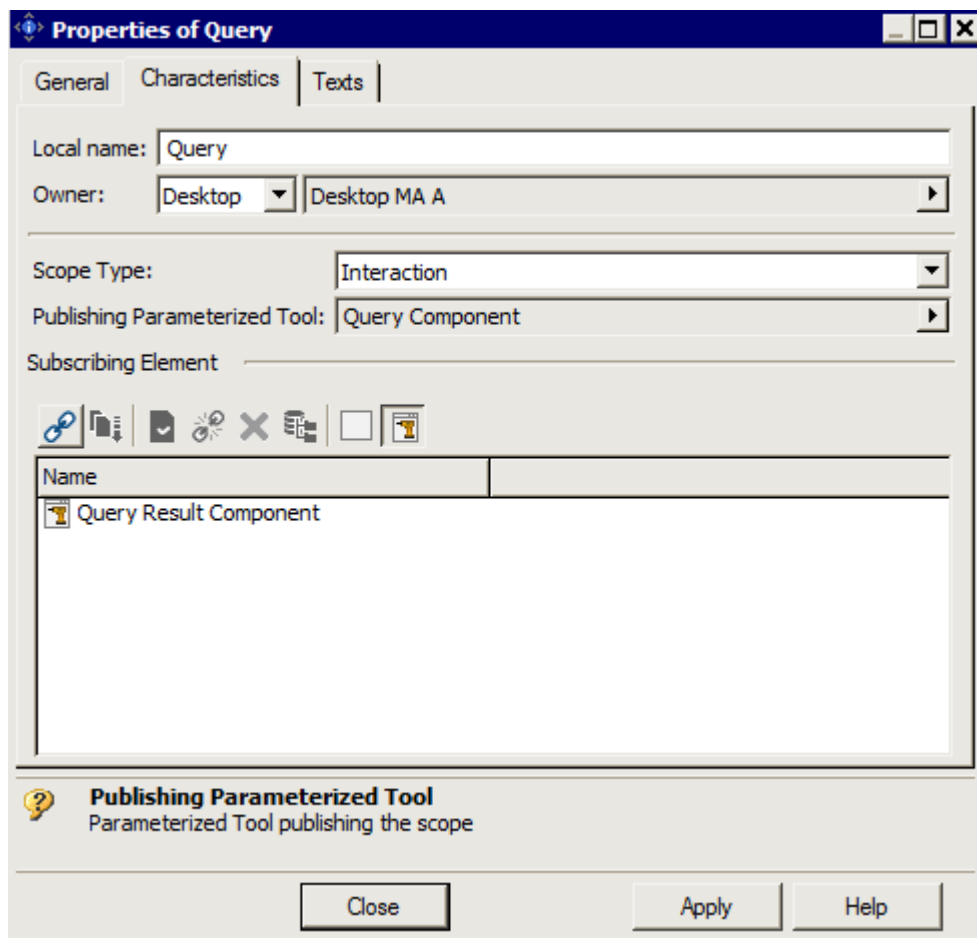 Properties of Query
General Characteristics Texts
Local name: Query
Owner: Desktop Desktop MA A
Scope Type: Interaction
Publishing Parameterized Tool: Query Component
Subscribing Element
Name
Query Result Component
Publishing Parameterized Tool
Parameterized Tool publishing the scope
Close Apply Help